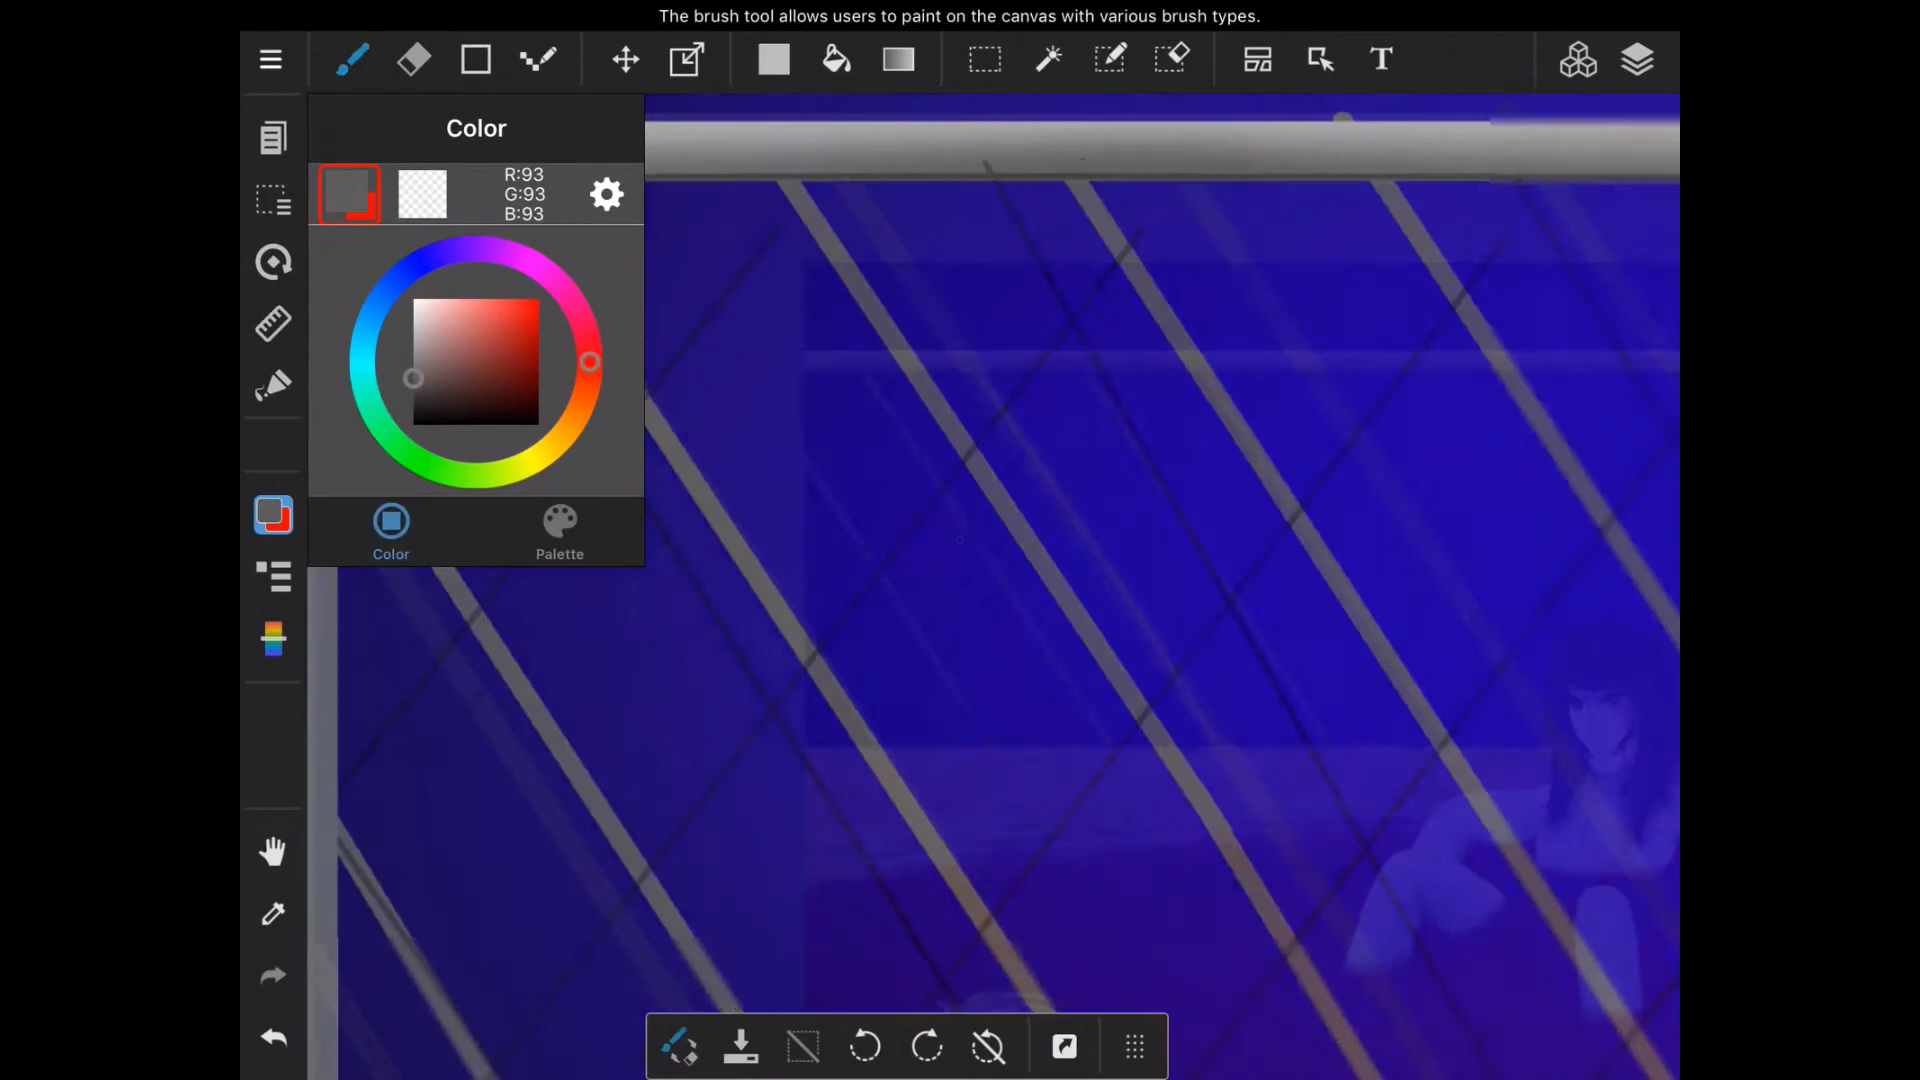 The brush tool allows users to paint on the canvas with various brush types.
T
Color
R:93
G:93
B:93
Color
Palette